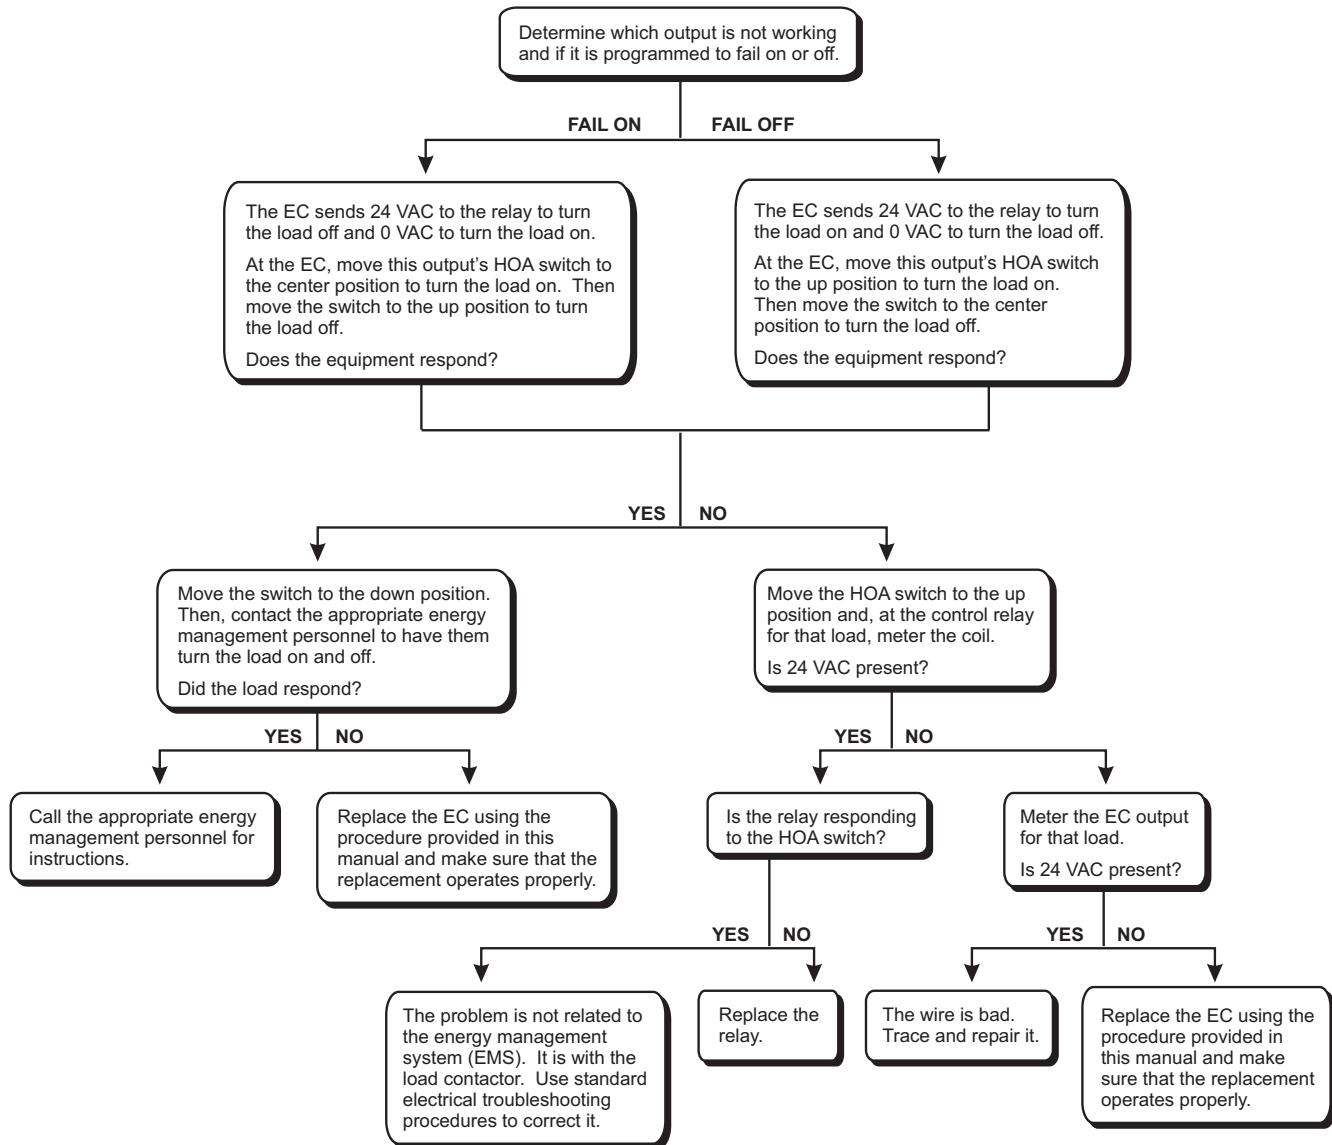 Determine which output is not working
and if it is programmed to fail on or off.
FAIL ON
FAIL OFF
The EC sends 24 VAC to the relay to turn
the load off and 0 VAC to turn the load on.
At the EC, move this output's HOA switch to
the center position to turn the load on.  Then
move the switch to the up position to turn
the load off.
Does the equipment respond?
The EC sends 24 VAC to the relay to turn
the load on and 0 VAC to turn the load off.
At the EC, move this output's HOA switch
to the up position to turn the load on.
Then move the switch to the center
position to turn the load off.
Does the equipment respond?
YES
NO
Move the switch to the down position.
Then, contact the appropriate energy
management personnel to have them
turn the load on and off.
Did the load respond?
Move the HOA switch to the up
position and, at the control relay
for that load, meter the coil.
Is 24 VAC present?
YES
NO
YES
NO
Call the appropriate energy
management personnel for
instructions.
Replace the EC using the
procedure provided in this
manual and make sure that the
replacement operates properly.
Is the relay responding
to the HOA switch?
Meter the EC output
for that load.
Is 24 VAC present?
YES
NO
YES
NO
The problem is not related to
the energy management
system (EMS).  It is with the
load contactor.  Use standard
electrical troubleshooting
procedures to correct it.
Replace the
relay.
The wire is bad.
Trace and repair it.
Replace the EC using the
procedure provided in
this manual and make
sure that the replacement
operates properly.